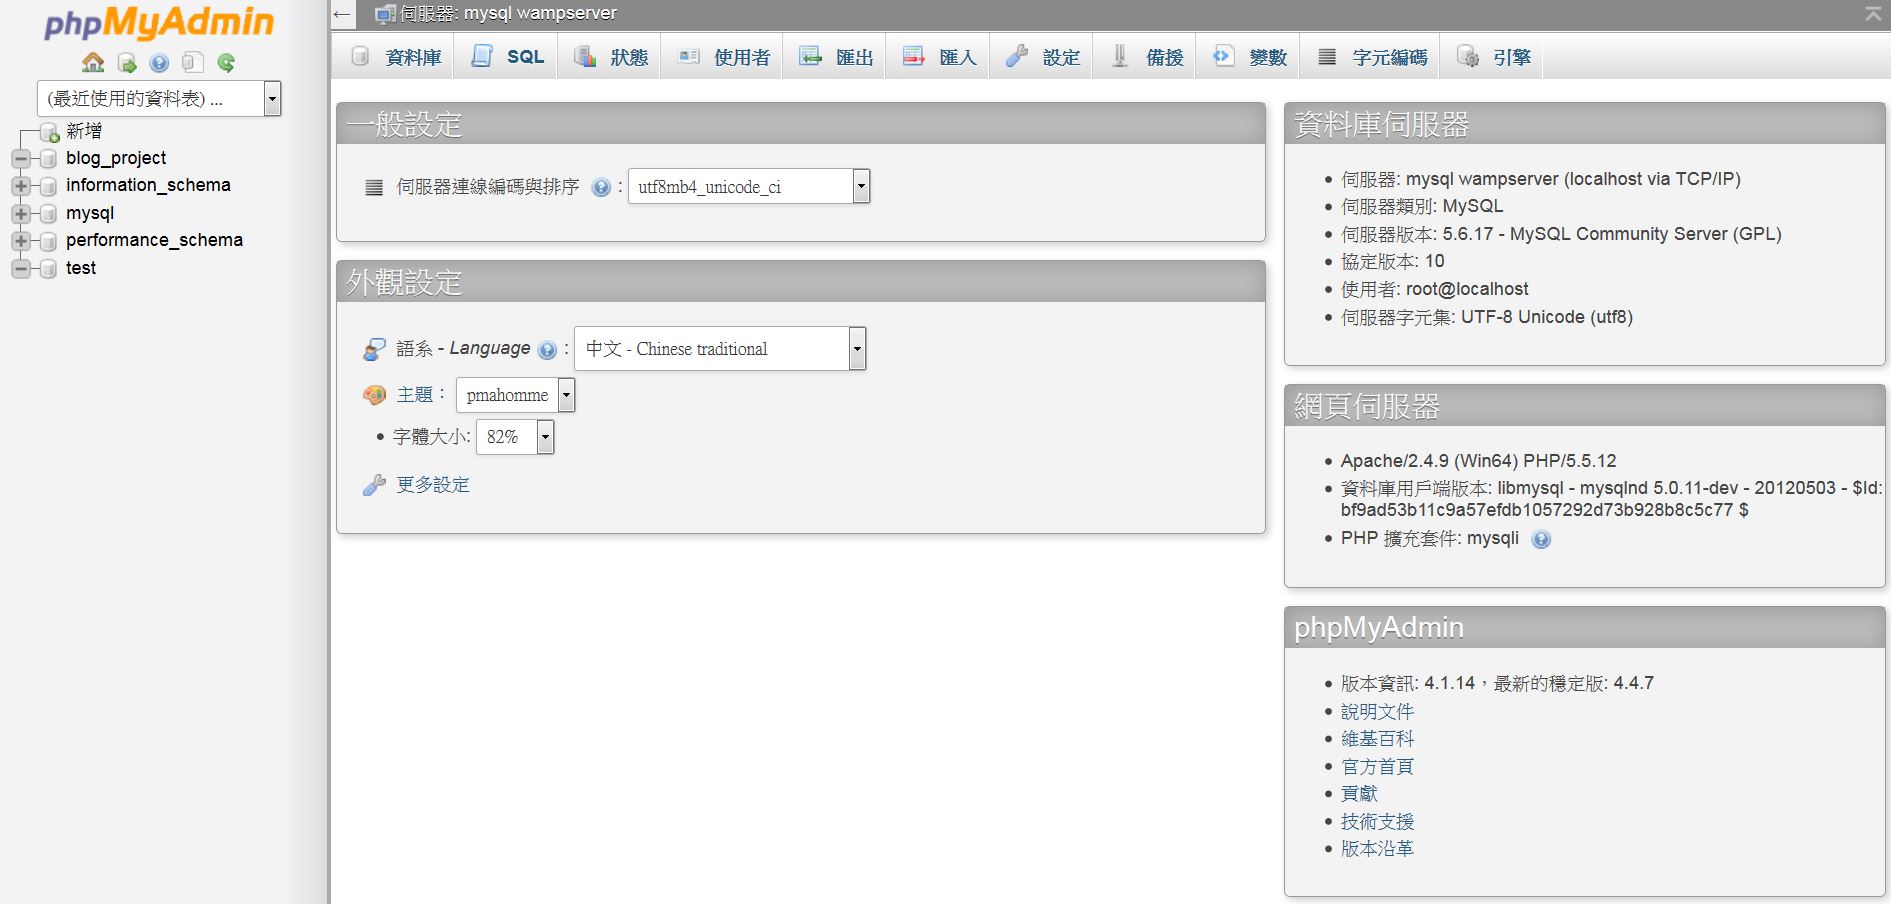 phpMyAdmin
(最近使用的資料表) ...
新增
blog_project
information_schema
mysql
performance_schema
test
伺服器: mysql wampserver
資料庫 SQL 狀態 使用者 匯出 匯入 設定 備援 變數 字元編碼 引擎
一般設定
伺服器連線編碼與排序 : utf8mb4_unicode_ci
外觀設定
語系 - Language : 中文 - Chinese traditional
主題： pmahomme
字體大小: 82%
更多設定
資料庫伺服器
伺服器: mysql wampserver (localhost via TCP/IP)
伺服器類別: MySQL
伺服器版本: 5.6.17 - MySQL Community Server (GPL)
協定版本: 10
使用者: root@localhost
伺服器字元集: UTF-8 Unicode (utf8)
網頁伺服器
Apache/2.4.9 (Win64) PHP/5.5.12
資料庫用戶端版本: libmysql - mysqlnd 5.0.11-dev - 20120503 - $Id:
bf9ad53b11c9a57efdb1057292d73b928b8c5c77 $
PHP 擴充套件: mysqli
phpMyAdmin
版本資訊: 4.1.14，最新的穩定版: 4.4.7
說明文件
維基百科
官方首頁
貢獻
技術支援
版本沿革